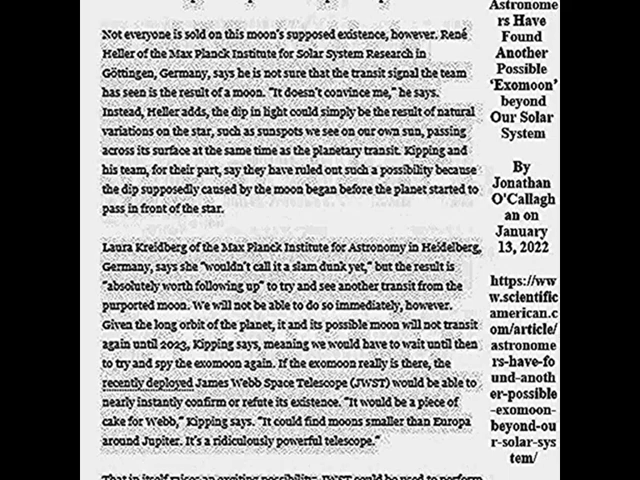 Not everyone is sold on this moon's supposed existence, however. René
Heller of the Max Planck Institute for Solar System Research in
Göttingen, Germany, says he is not sure that the transit signal the team
has seen is the result of a moon. "It doesn't convince me," he says.
Instead, Heller adds, the dip in light could simply be the result of natural
variations on the star, such as sunspots we see on our own sun, passing
across its surface at the same time as the planetary transit. Kipping and
his team, for their part, say they have ruled out such a possibility because
the dip supposedly caused by the moon began before the planet started to
pass in front of the star.
Laura Kreidberg of the Max Planck Institute for Astronomy in Heidelberg,
Germany, says she "wouldn't call it a slam dunk yet," but the result is
"absolutely worth following up" to try and see another transit from the
purported moon. We will not be able to do so immediately, however.
Given the long orbit of the planet, it and its possible moon will not transit
again until 2023, Kipping says, meaning we would have to wait until then
to try and spy the exomoon again. If the exomoon really is there, the
recently deployed James Webb Space Telescope (JWST) would be able to
nearly instantly confirm or refute its existence. "It would be a piece of
cake for Webb," Kipping says. "It could find moons smaller than Europa
around Jupiter. It's a ridiculously powerful telescope."
That in itself raises an exciting possibility: JWST could be used to perform
Astronome
rs Have
Found
Another
Possible
‘Exomoon’
beyond
Our Solar
System
By
Jonathan
O'Callagh
an on
January
13, 2022
https://ww
w.scientific
american.c
om/article/
astronome
rs-have-fo
und-anoth
er-possible
-exomoon-
beyond-ou
r-solar-sys
tem/